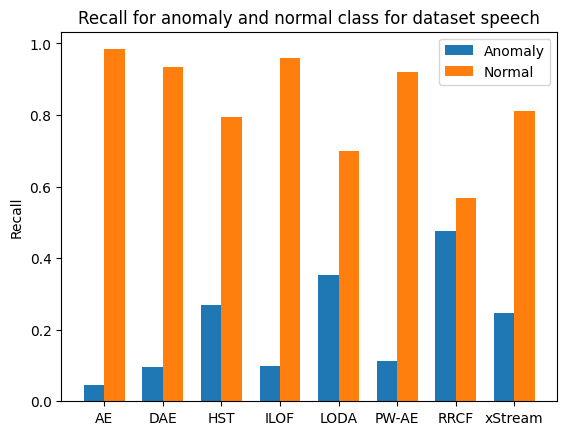 Recall for anomaly and normal class for dataset speech
Anomaly
Normal
Recall
1.0
0.8
0.6
0.4
0.2
0.0
AE DAE HST ILOF LODA PW-AE RRCF xStream